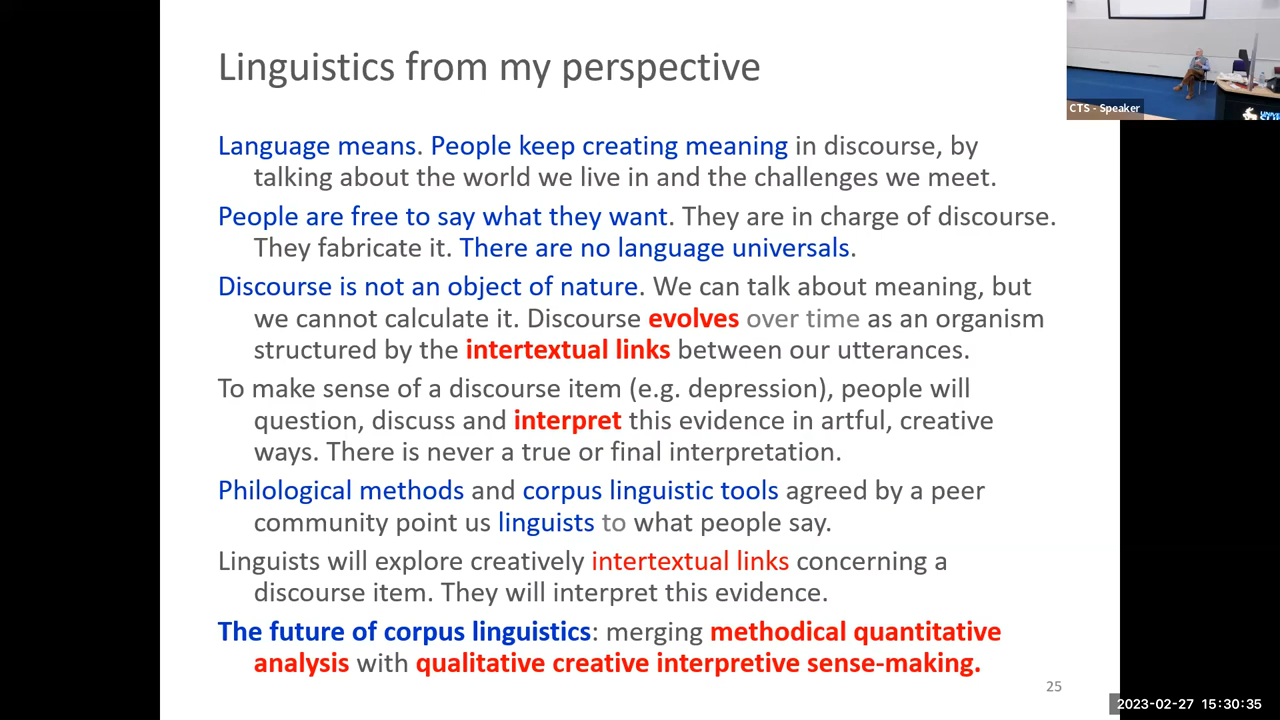 Linguistics from my perspective
Language means. People keep creating meaning in discourse, by
talking about the world we live in and the challenges we meet.
People are free to say what they want. They are in charge of discourse.
They fabricate it. There are no language universals.
Discourse is not an object of nature. We can talk about meaning, but
we cannot calculate it. Discourse evolves over time as an organism
structured by the intertextual links between our utterances.
To make sense of a discourse item (e.g. depression), people will
question, discuss and interpret this evidence in artful, creative
ways. There is never a true or final interpretation.
Philological methods and corpus linguistic tools agreed by a peer
community point us linguists to what people say.
Linguists will explore creatively intertextual links concerning a
discourse item. They will interpret this evidence.
The future of corpus linguistics: merging methodical quantitative
analysis with qualitative creative interpretive sense-making.
25
CTS - Speaker
2023-02-27 15:30:35